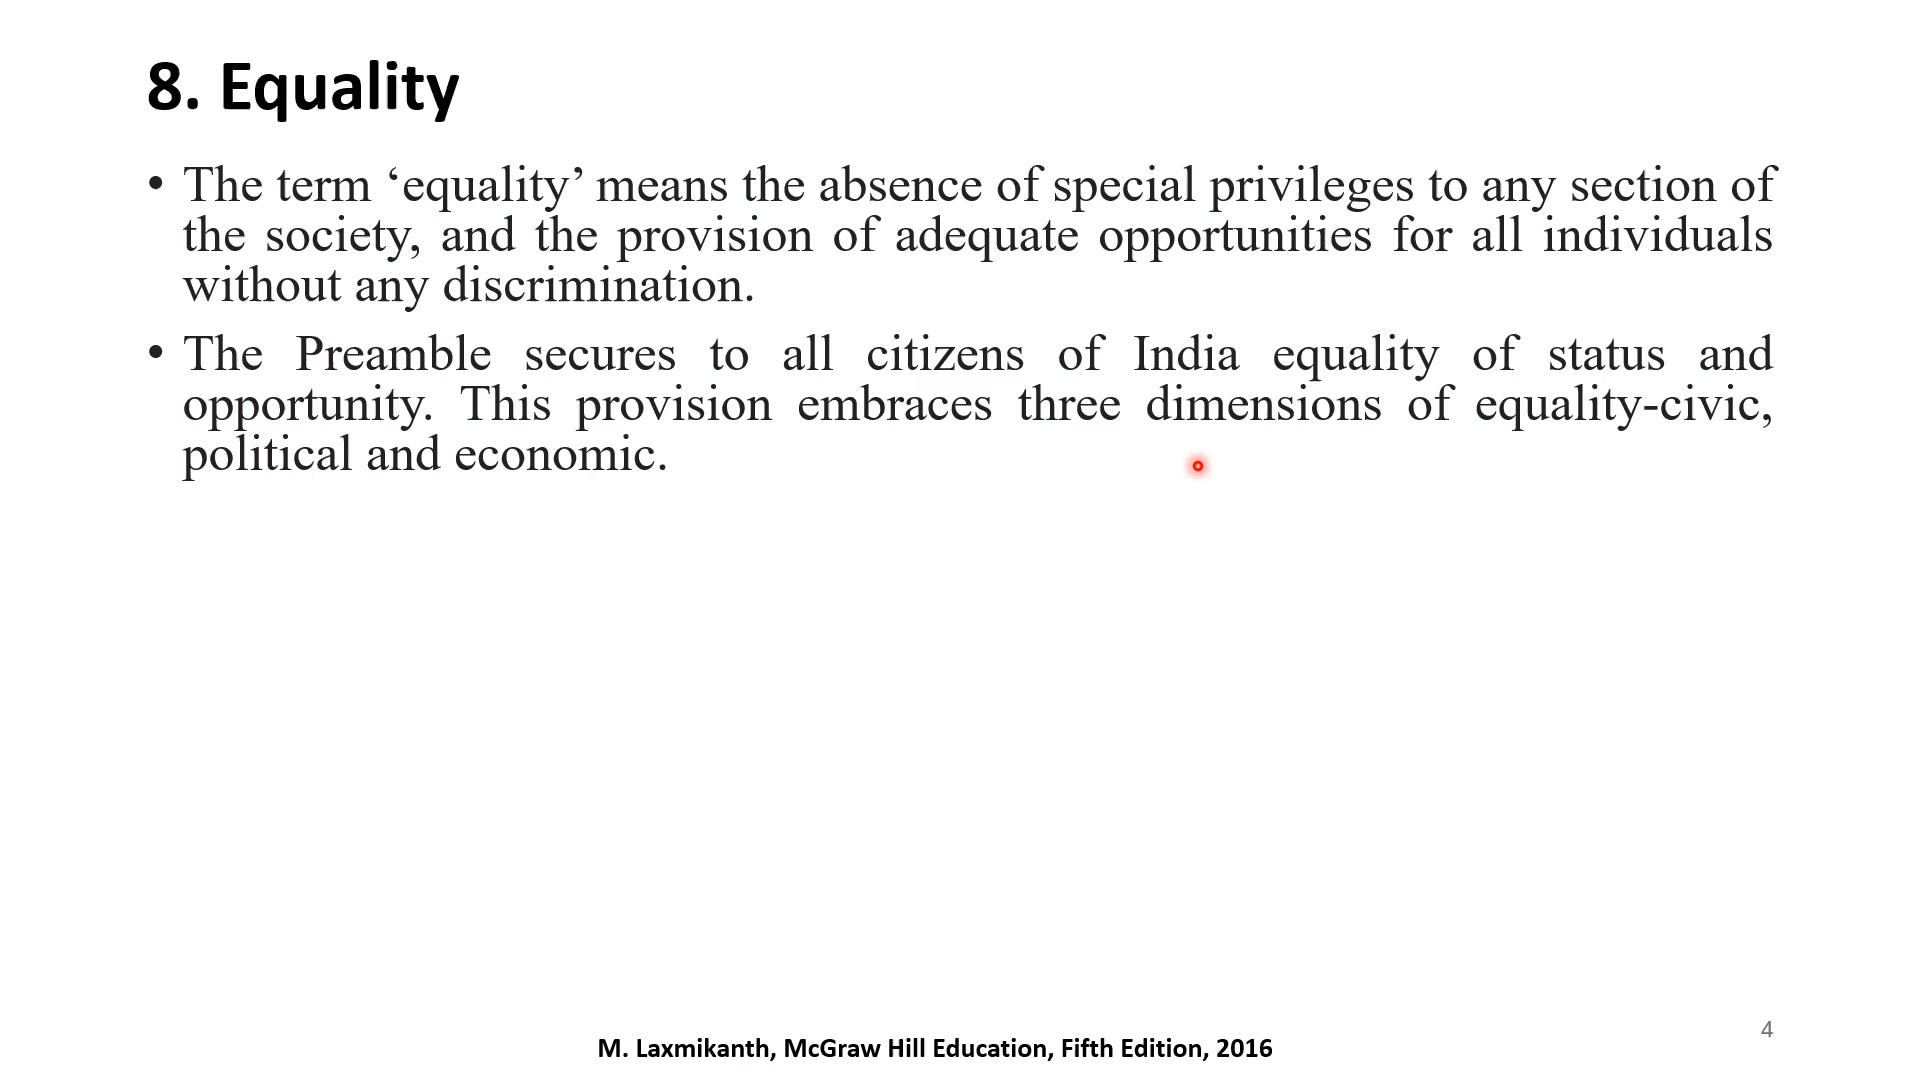 8. Equality
• The term ‘equality’ means the absence of special privileges to any section of
the society, and the provision of adequate opportunities for all individuals
without any discrimination.
• The Preamble secures to all citizens of India equality of status and
opportunity. This provision embraces three dimensions of equality-civic,
political and economic.
4
M. Laxmikanth, McGraw Hill Education, Fifth Edition, 2016